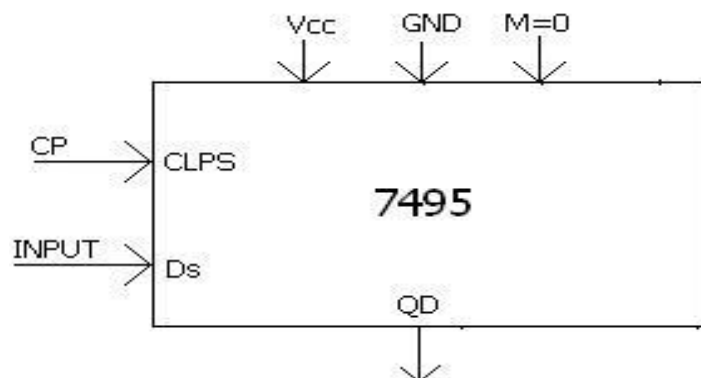 Vcc GND M=0
CP CLPS
7495
INPUT Ds
QD